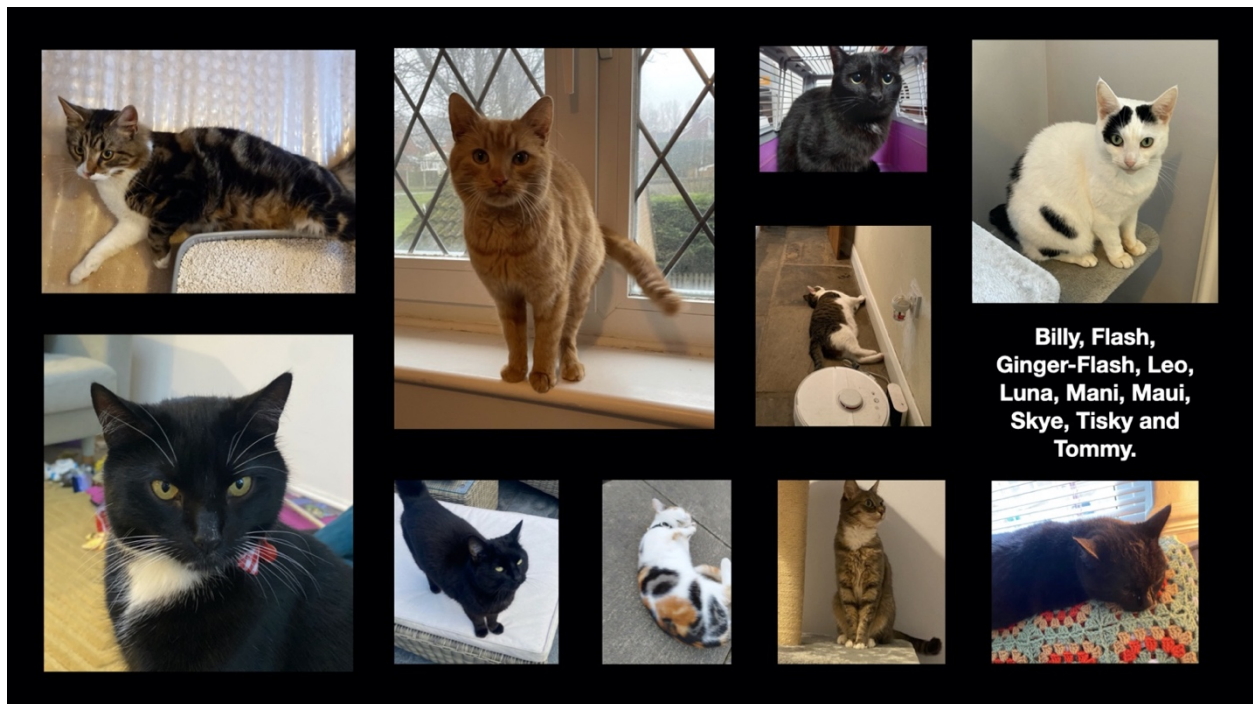 Billy, Flash,
Ginger-Flash, Leo,
Luna, Mani, Maui,
Skye, Tisky and
Tommy.